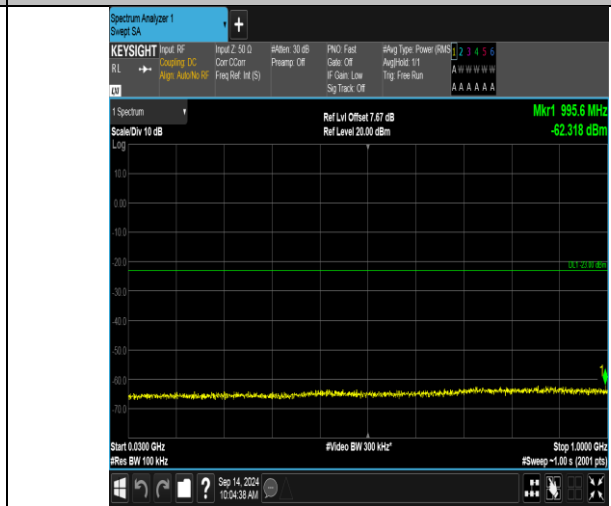 Spectrum Analyzer 1
Swept SA
+
KEYSIGHT
Input: RF
Input Z: 50 Ω
#Atten: 30 dB
PNO: Fast
#Avg Type: Power (RMS
1 2 3 4 5 6
RL
Coupling: DC
Corr CCorr
Preamp: Off
Gate: Off
Avg|Hold: 1/1
A W W W W W
Align: Auto/No RF
Freq Ref: Int (S)
IF Gain: Low
Trig: Free Run
Sig Track: Off
A A A A A A
LXI
1 Spectrum
Ref Lvl Offset 7.67 dB
Mkr1 995.6 MHz
Scale/Div 10 dB
Ref Level 20.00 dBm
-62.318 dBm
Log
10.0
0.00
-10.0
-20.0
DL1 -23.00 dBm
-30.0
-40.0
-50.0
1
-60.0
-70.0
Start 0.0300 GHz
#Video BW 300 kHz*
Stop 1.0000 GHz
#Res BW 100 kHz
#Sweep ~1.00 s (2001 pts)
?
Sep 14, 2024
10:04:38 AM